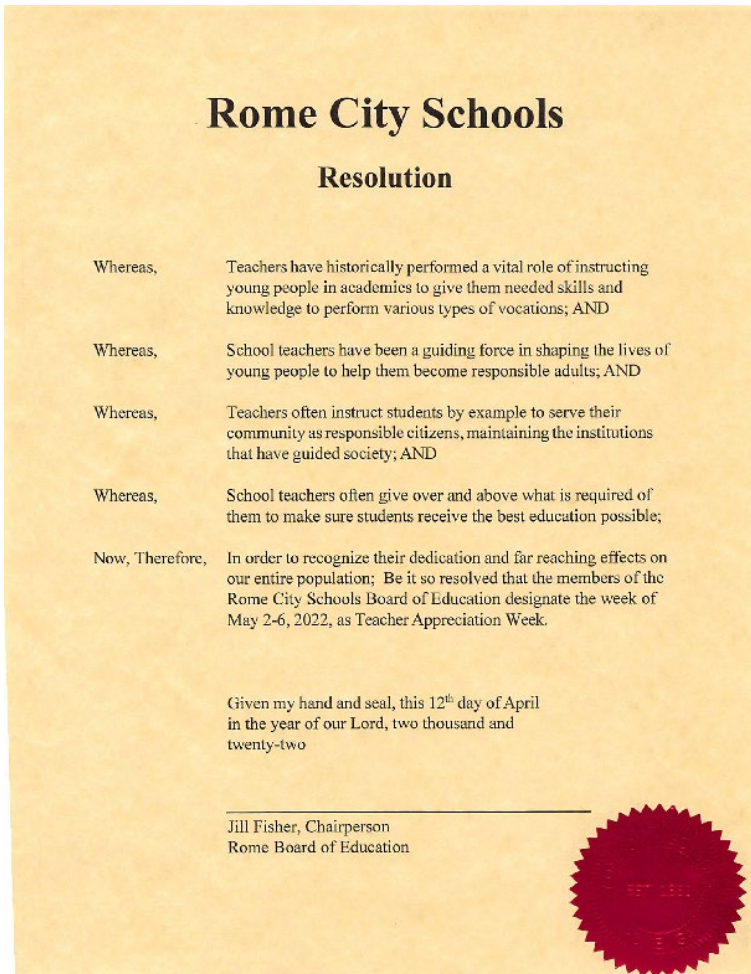 Rome City Schools
Resolution
Whereas, Teachers have historically performed a vital role of instructing
young people in academics to give them needed skills and
knowledge to perform various types of vocations; AND
Whereas, School teachers have been a guiding force in shaping the lives of
young people to help them become responsible adults; AND
Whereas, Teachers often instruct students by example to serve their
community as responsible citizens, maintaining the institutions
that have guided society; AND
Whereas, School teachers often give over and above what is required of
them to make sure students receive the best education possible;
Now, Therefore, In order to recognize their dedication and far reaching effects on
our entire population; Be it so resolved that the members of the
Rome City Schools Board of Education designate the week of
May 2-6, 2022, as Teacher Appreciation Week.
Given my hand and seal, this 12th day of April
in the year of our Lord, two thousand and
twenty-two
Jill Fisher, Chairperson
Rome Board of Education